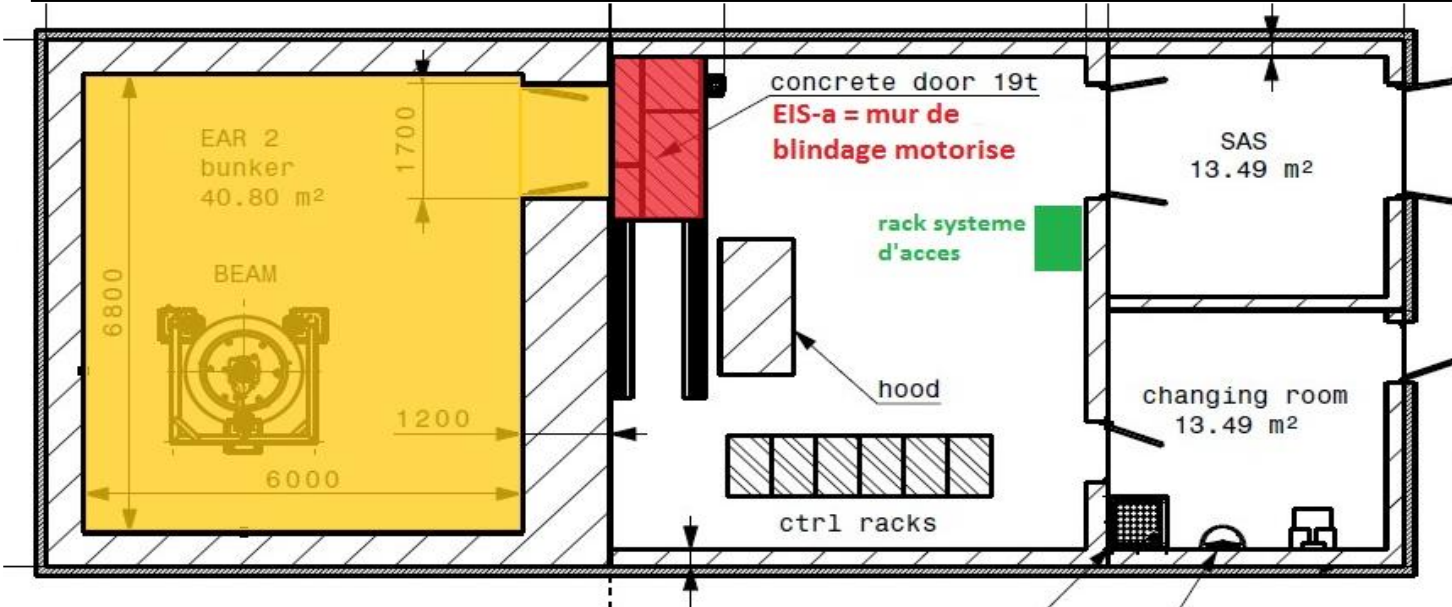 concrete door 19t
EIS-a = mur de
blindage motorise
EAR 2
bunker
40.80 m²
1700
SAS
13.49 m²
rack systeme
d'acces
BEAM
6800
hood
changing room
13.49 m²
1200
6000
ctrl racks